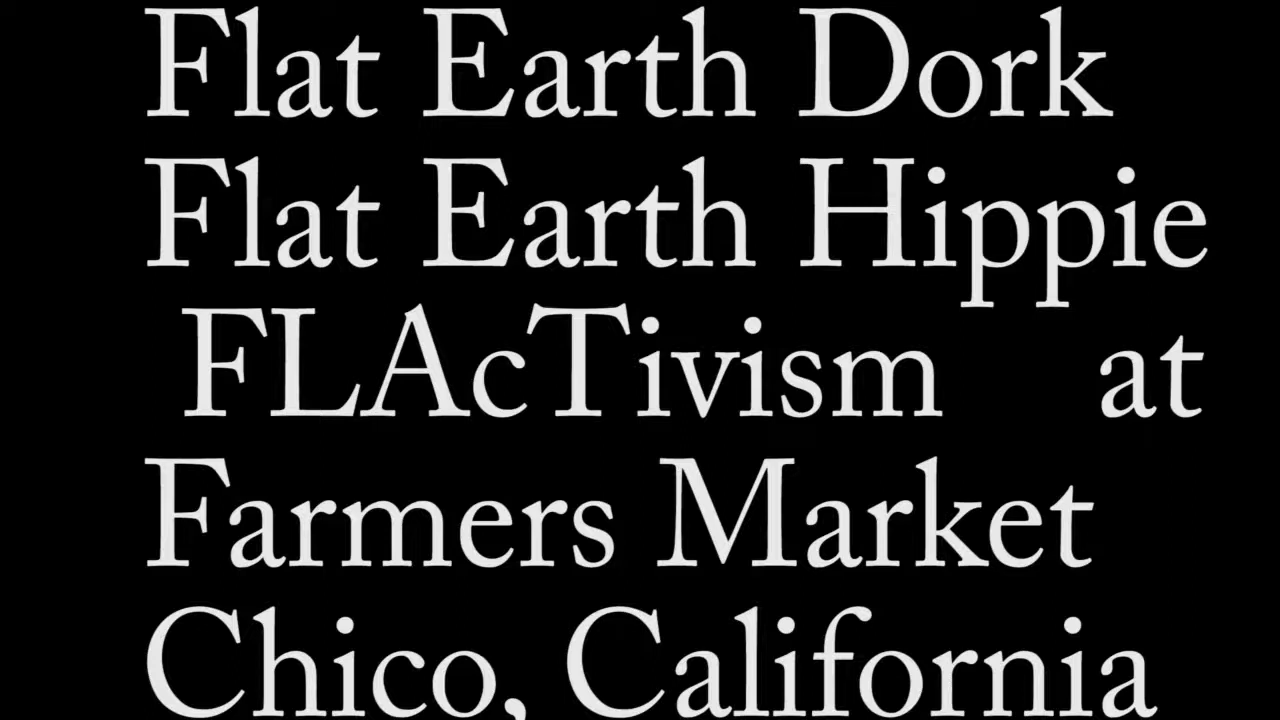 Flat Earth Dork
Flat Earth Hippie
FLAcTivism at
Farmers Market
Chico, California